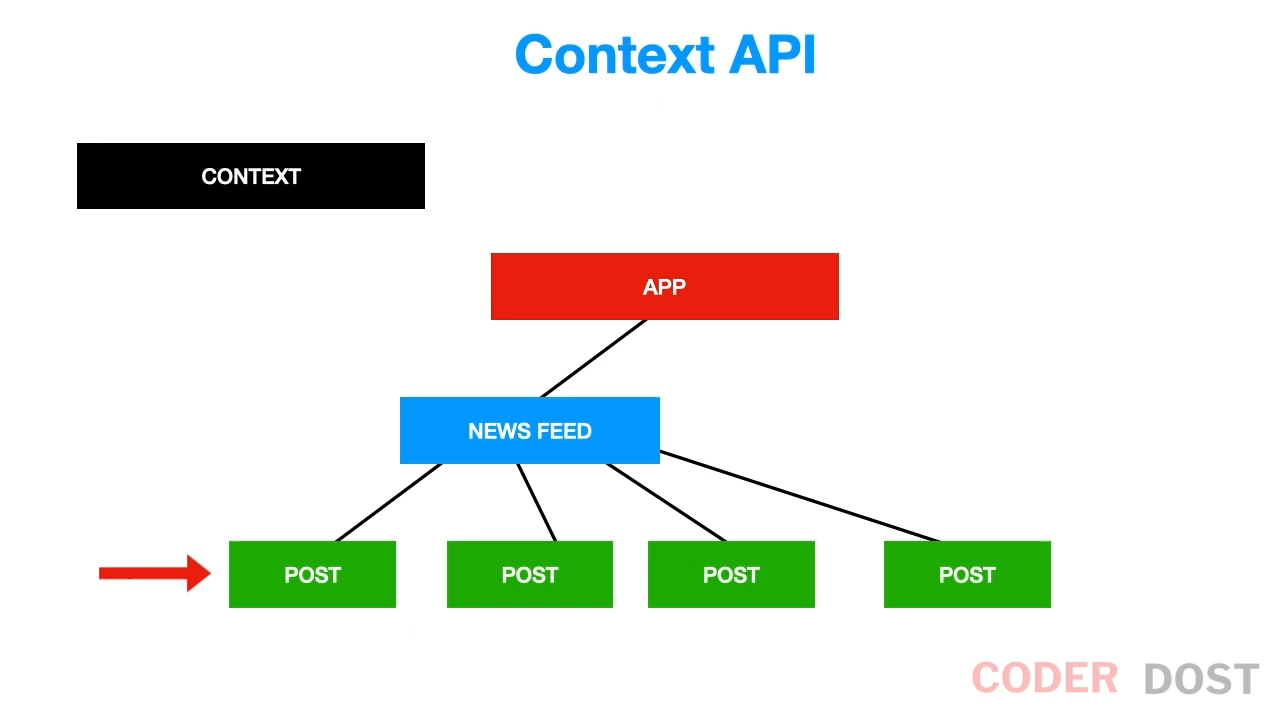 Context API
CONTEXT
APP
NEWS FEED
POST POST POST POST
CODER DOST